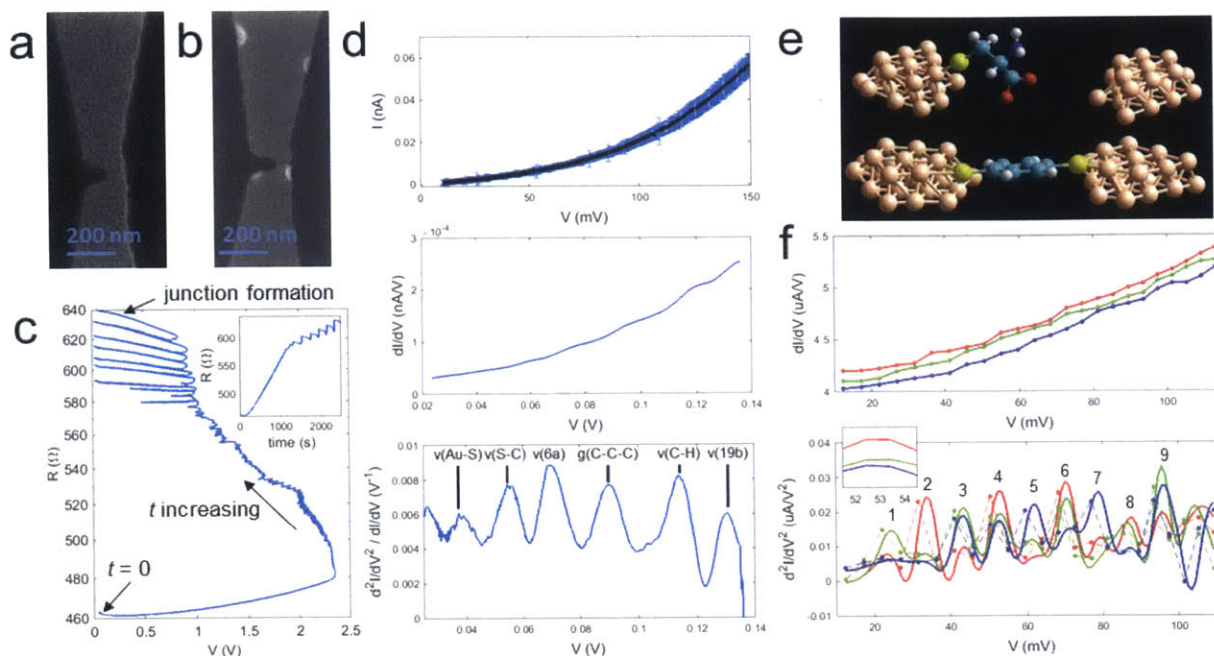 a
200 nm
b
200 nm
c
junction formation
640
620
600
580
560
540
520
500
480
460
R (Ω)
0
0.5
1
1.5
2
2.5
V (V)
t increasing
t = 0
600
550
500
R (Ω)
0
1000
2000
time (s)
d
0.06
0.04
0.02
0
I (nA)
0
50
100
150
V (mV)
3
· 10⁻⁴
2
1
0
dI/dV (nA/V)
0.02
0.04
0.06
0.08
0.1
0.12
0.14
V (V)
0.01
0.008
0.006
0.004
0.002
0
d²I/dV² / dI/dV (V⁻¹)
ν(Au-S)
ν(S-C)
ν(6a)
g(C-C-C)
ν(C-H)
ν(19b)
0.04
0.06
0.08
0.1
0.12
0.14
V (V)
e
f
5.5
5
4.5
4
dI/dV (uA/V)
20
40
60
80
100
V (mV)
0.04
0.03
0.02
0.01
0
-0.01
d²I/dV² (uA/V²)
52
53
54
1
2
3
4
5
6
7
8
9
20
40
60
80
100
V (mV)